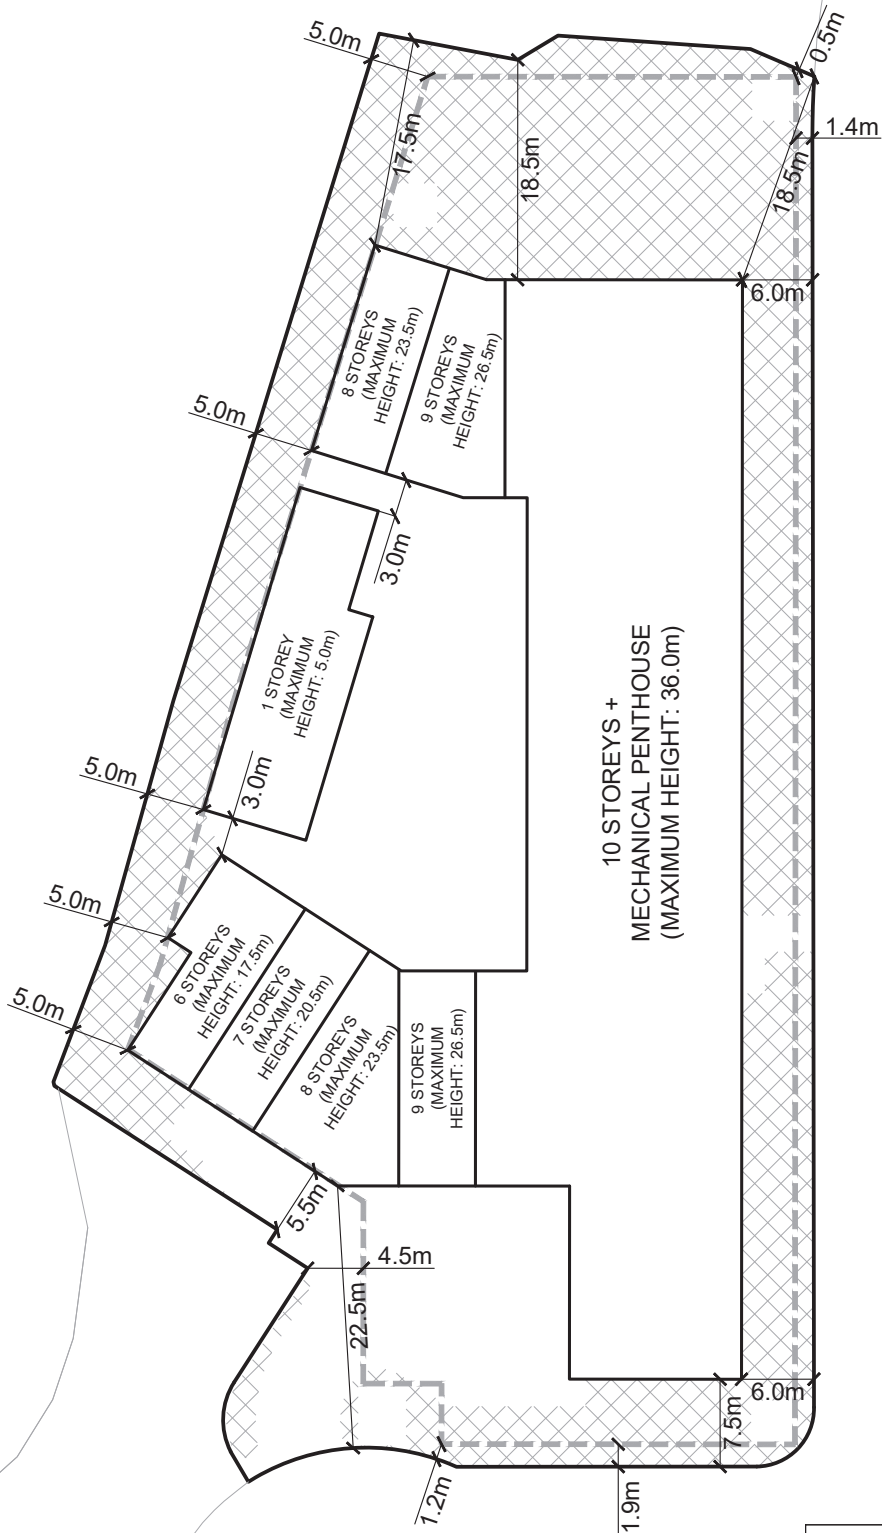 5.0m
0.5m
17.5m
18.5m
1.4m
18.5m
6.0m
8 STOREYS
(MAXIMUM
HEIGHT: 23.5m)
9 STOREYS
(MAXIMUM
HEIGHT: 26.5m)
5.0m
3.0m
1 STOREY
(MAXIMUM
HEIGHT: 5.0m)
10 STOREYS +
MECHANICAL PENTHOUSE
(MAXIMUM HEIGHT: 36.0m)
5.0m
3.0m
5.0m
6 STOREYS
(MAXIMUM
HEIGHT: 17.5m)
7 STOREYS
(MAXIMUM
HEIGHT: 20.5m)
8 STOREYS
(MAXIMUM
HEIGHT: 23.5m)
9 STOREYS
(MAXIMUM
HEIGHT: 26.5m)
5.0m
5.5m
4.5m
22.5m
6.0m
7.5m
1.2m
1.9m